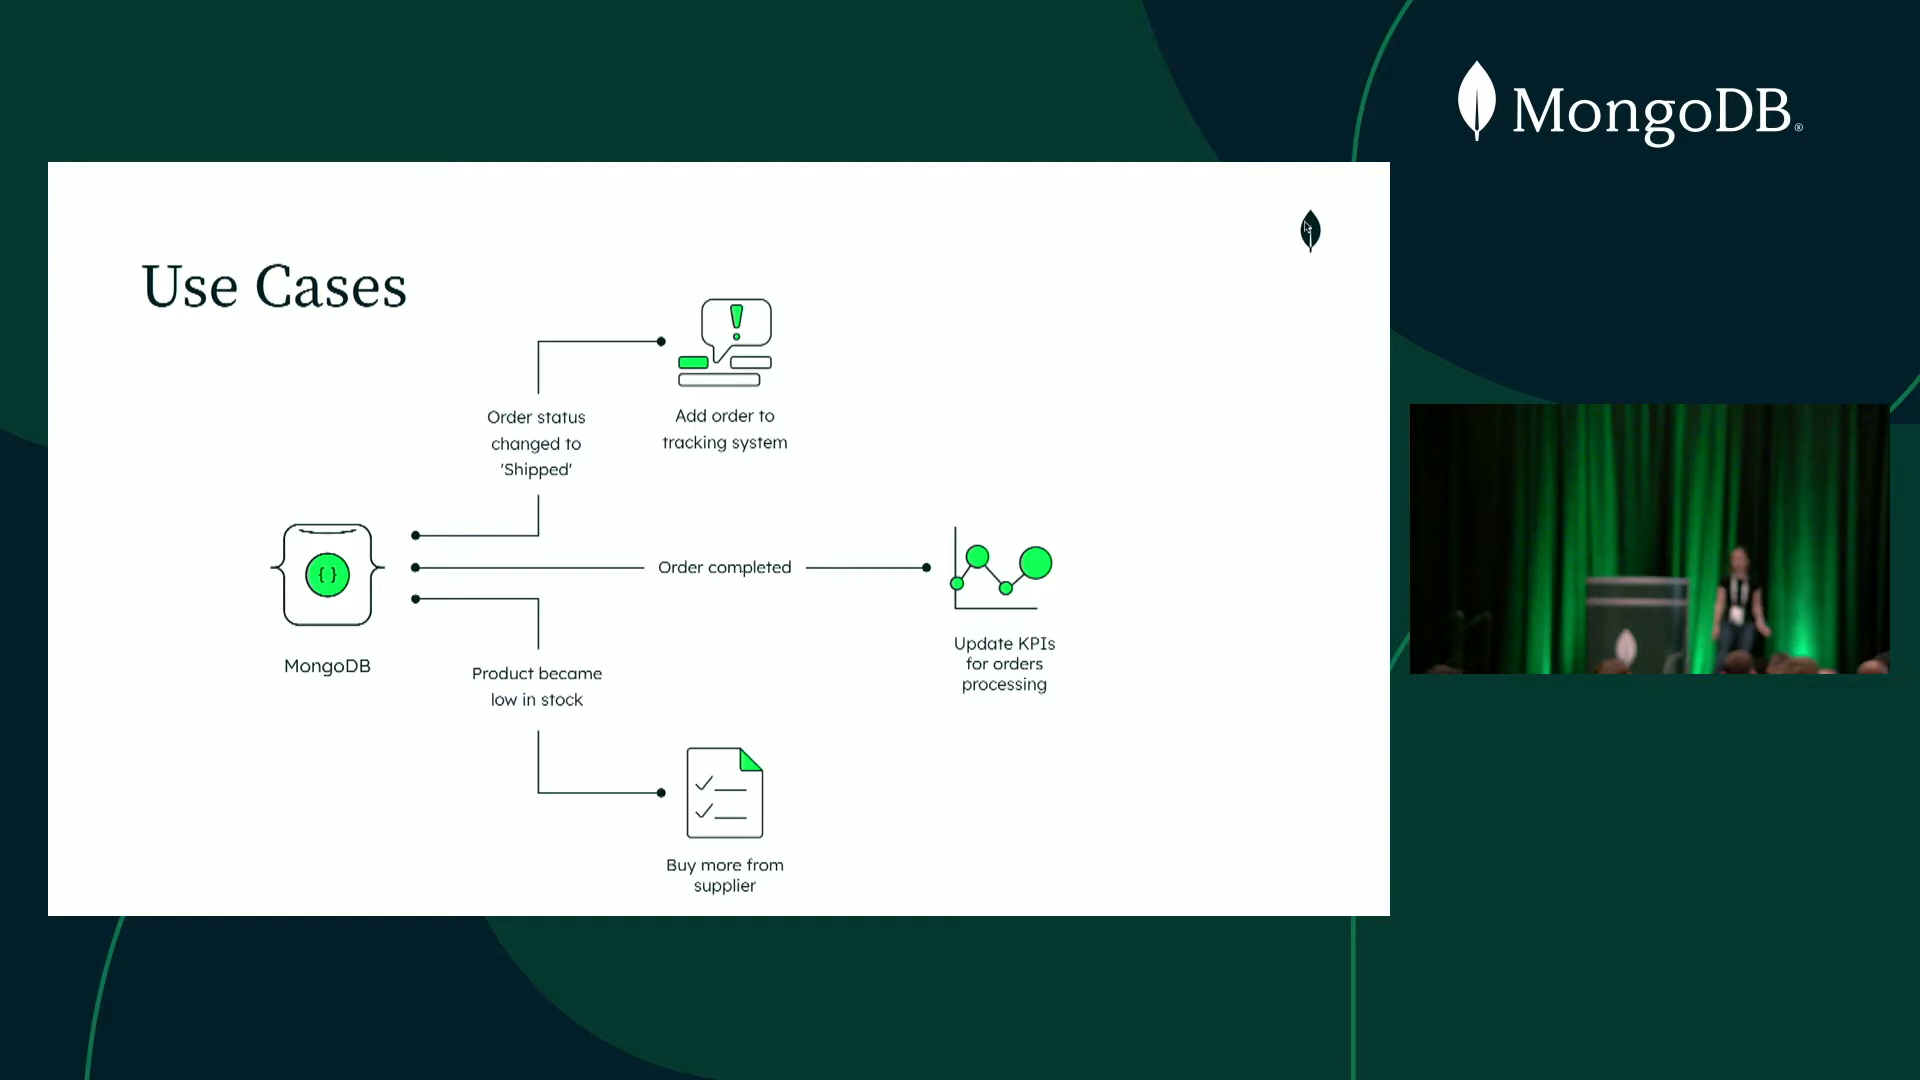 MongoDB®
Use Cases
Order status
changed to
'Shipped'
Add order to
tracking system
{ }
MongoDB
Order completed
Update KPIs
for orders
processing
Product became
low in stock
Buy more from
supplier